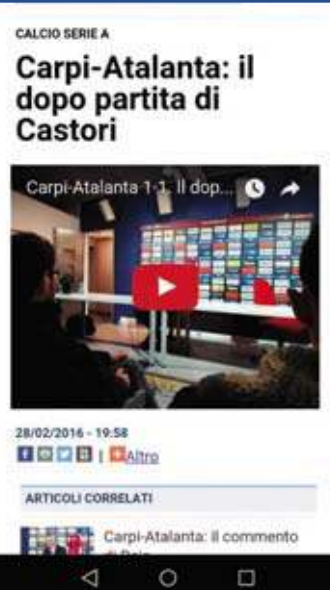 CALCIO SERIE A
Carpi-Atalanta: il
dopo partita di
Castori
Carpi-Atalanta 1-1. Il dop...
28/02/2016 - 19:58
| Altro
ARTICOLI CORRELATI
Carpi-Atalanta: il commento
di